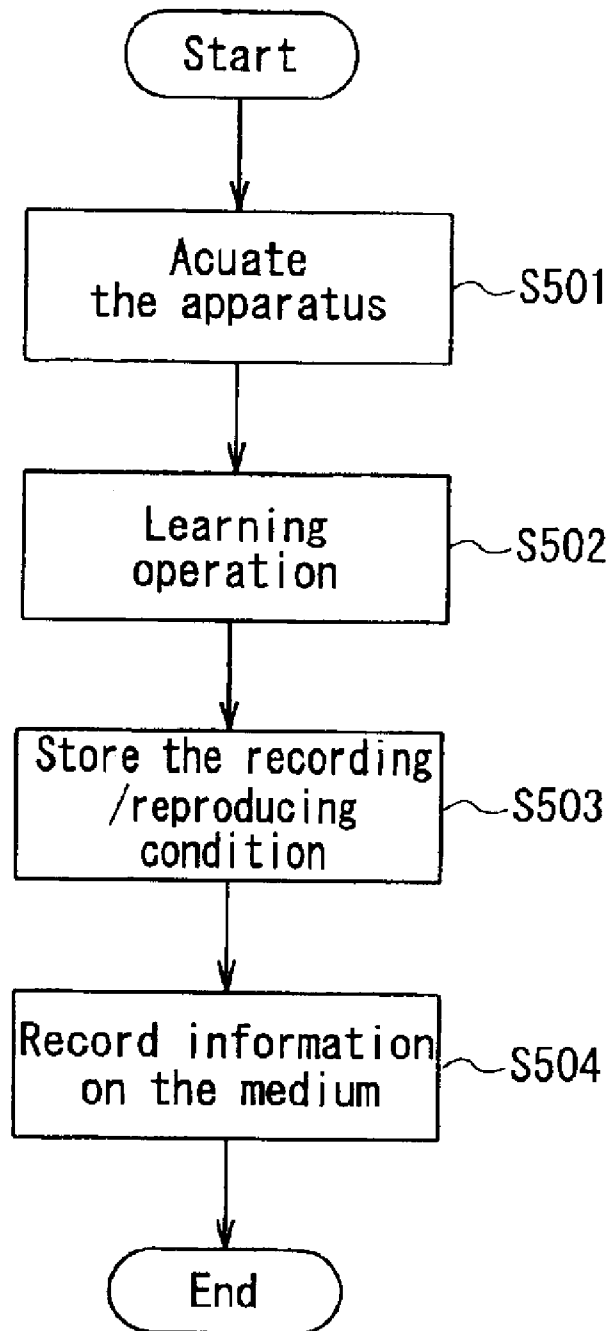 Start
Acuate
the apparatus
S501
Learning
operation
S502
Store the recording
/reproducing
condition
S503
Record information
on the medium
S504
End